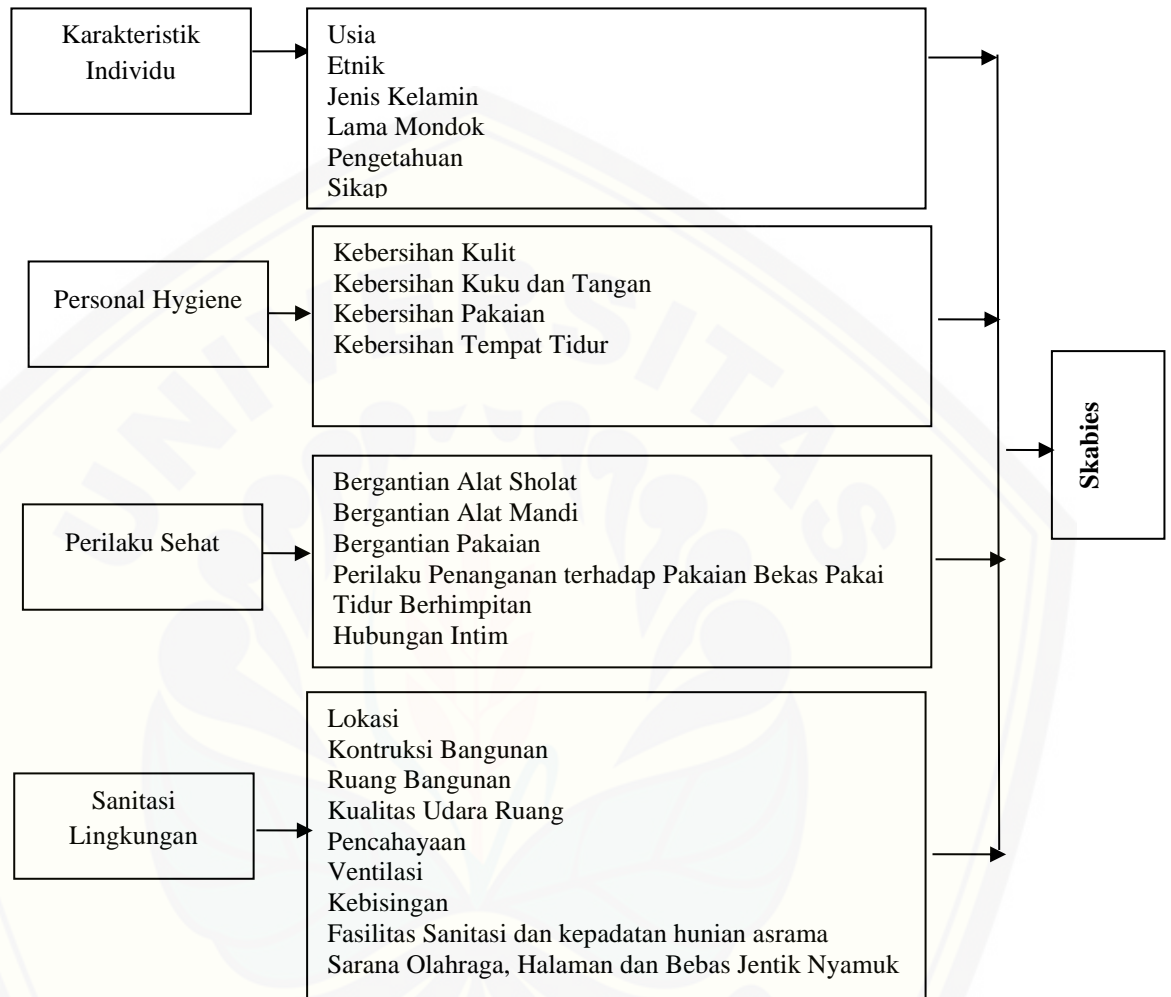 Karakteristik
Individu
Usia
Etnik
Jenis Kelamin
Lama Mondok
Pengetahuan
Sikap
Personal Hygiene
Kebersihan Kulit
Kebersihan Kuku dan Tangan
Kebersihan Pakaian
Kebersihan Tempat Tidur
Perilaku Sehat
Bergantian Alat Sholat
Bergantian Alat Mandi
Bergantian Pakaian
Perilaku Penanganan terhadap Pakaian Bekas Pakai
Tidur Berhimpitan
Hubungan Intim
Sanitasi
Lingkungan
Lokasi
Kontruksi Bangunan
Ruang Bangunan
Kualitas Udara Ruang
Pencahayaan
Ventilasi
Kebisingan
Fasilitas Sanitasi dan kepadatan hunian asrama
Sarana Olahraga, Halaman dan Bebas Jentik Nyamuk
Skabies
UNIVERSITAS